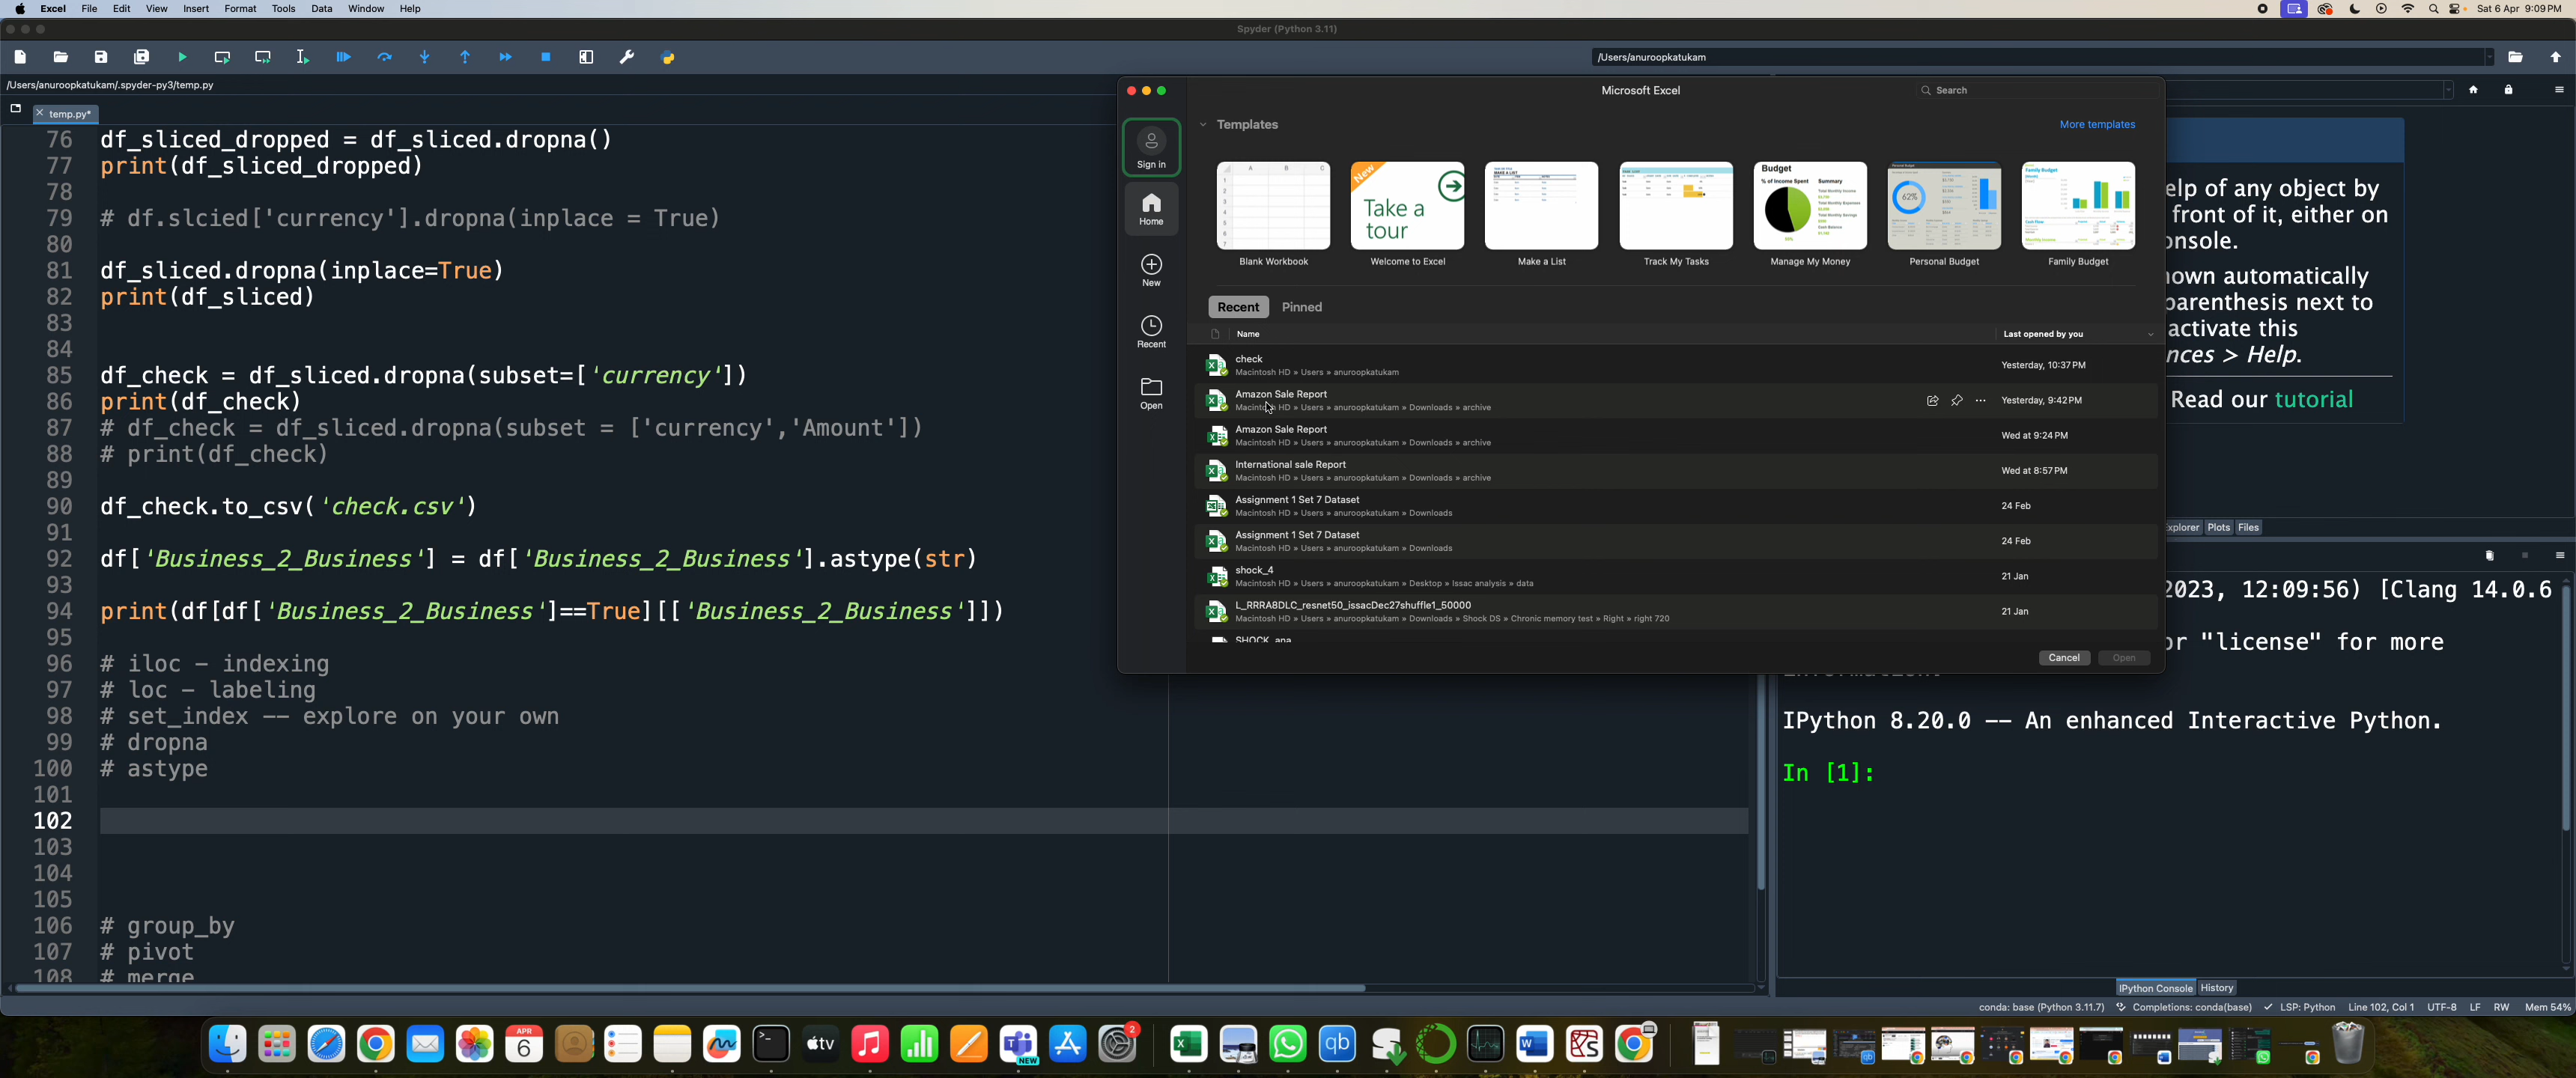 Excel File Edit View Insert Format Tools Data Window Help
Sat 6 Apr 9:09 PM
Spyder (Python 3.11)
/Users/anuroopkatukam
/Users/anuroopkatukam/.spyder-py3/temp.py
temp.py*
76 df_sliced_dropped = df_sliced.dropna()
77 print(df_sliced_dropped)
78
79 # df.slcied['currency'].dropna(inplace = True)
80
81 df_sliced.dropna(inplace=True)
82 print(df_sliced)
83
84
85 df_check = df_sliced.dropna(subset=['currency'])
86 print(df_check)
87 # df_check = df_sliced.dropna(subset = ['currency','Amount'])
88 # print(df_check)
89
90 df_check.to_csv('check.csv')
91
92 df['Business_2_Business'] = df['Business_2_Business'].astype(str)
93
94 print(df[df['Business_2_Business']==True][['Business_2_Business']])
95
96 # iloc – indexing
97 # loc – labeling
98 # set_index –– explore on your own
99 # dropna
100 # astype
101
102
103
104
105
106 # group_by
107 # pivot
108 # merge
Microsoft Excel
Search
Sign in
Home
New
Recent
Open
Templates
More templates
Blank Workbook
Take a tour
Welcome to Excel
Make a List
Track My Tasks
Manage My Money
Personal Budget
Family Budget
Recent Pinned
Name Last opened by you
check
Macintosh HD » Users » anuroopkatukam
Yesterday, 10:37 PM
Amazon Sale Report
Macintosh HD » Users » anuroopkatukam » Downloads » archive
Yesterday, 9:42 PM
Amazon Sale Report
Macintosh HD » Users » anuroopkatukam » Downloads » archive
Wed at 9:24 PM
International sale Report
Macintosh HD » Users » anuroopkatukam » Downloads » archive
Wed at 8:57 PM
Assignment 1 Set 7 Dataset
Macintosh HD » Users » anuroopkatukam » Downloads
24 Feb
Assignment 1 Set 7 Dataset
Macintosh HD » Users » anuroopkatukam » Downloads
24 Feb
shock_4
Macintosh HD » Users » anuroopkatukam » Desktop » Issac analysis » data
21 Jan
L_RRRA8DLC_resnet50_issacDec27shuffle1_50000
Macintosh HD » Users » anuroopkatukam » Downloads » Shock DS » Chronic memory test » Right » right 720
21 Jan
SHOCK_ana
Cancel Open
elp of any object by
front of it, either on
onsole.
own automatically
parenthesis next to
activate this
nces > Help.
Read our tutorial
xplorer Plots Files
2023, 12:09:56) [Clang 14.0.6
or "license" for more
IPython 8.20.0 –– An enhanced Interactive Python.
In [1]:
IPython Console History
conda: base (Python 3.11.7) Completions: conda(base) LSP: Python Line 102, Col 1 UTF-8 LF RW Mem 54%